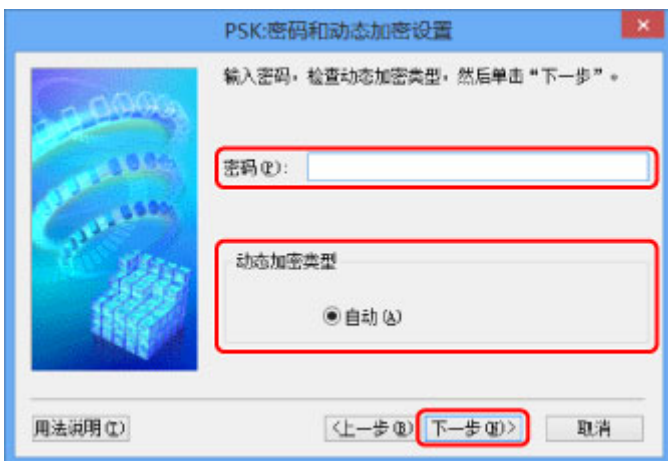 PSK:密码和动态加密设置
输入密码，检查动态加密类型，然后单击“下一步”。
密码(P):
动态加密类型
自动(A)
用法说明(I) <上一步(B) 下一步(N)> 取消